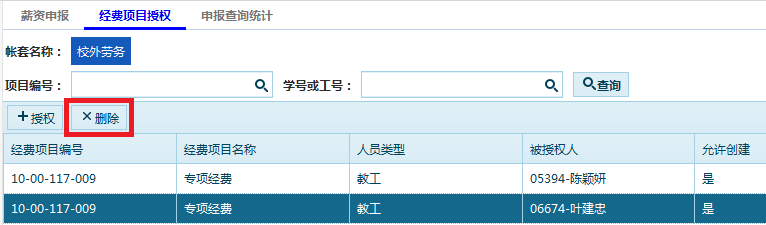 薪资申报 经费项目授权 申报查询统计
帐套名称： 校外劳务
项目编号： 学号或工号： 查询
授权 删除
经费项目编号 经费项目名称 人员类型 被授权人 允许创建
10-00-117-009 专项经费 教工 05394-陈颖妍 是
10-00-117-009 专项经费 教工 06674-叶建忠 是